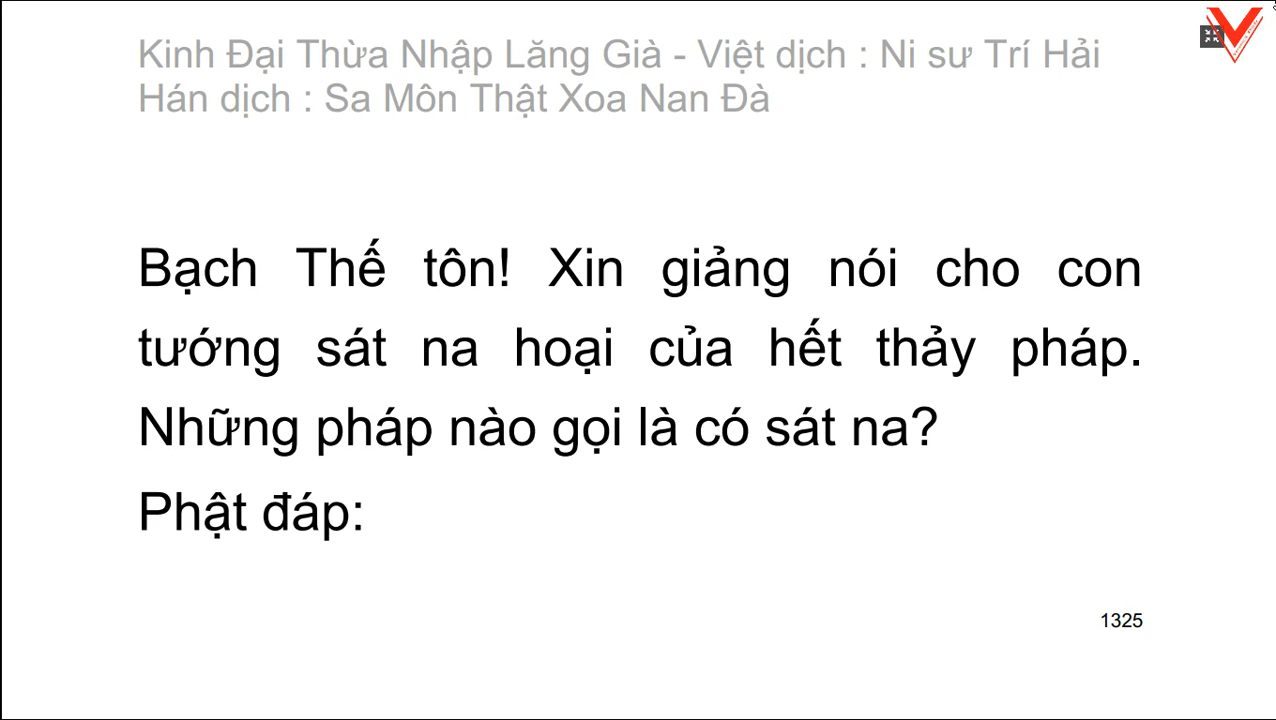 Kinh Đại Thừa Nhập Lăng Già - Việt dịch : Ni sư Trí Hải
Hán dịch : Sa Môn Thật Xoa Nan Đà
Bạch Thế tôn! Xin giảng nói cho con
tướng sát na hoại của hết thảy pháp.
Những pháp nào gọi là có sát na?
Phật đáp:
1325